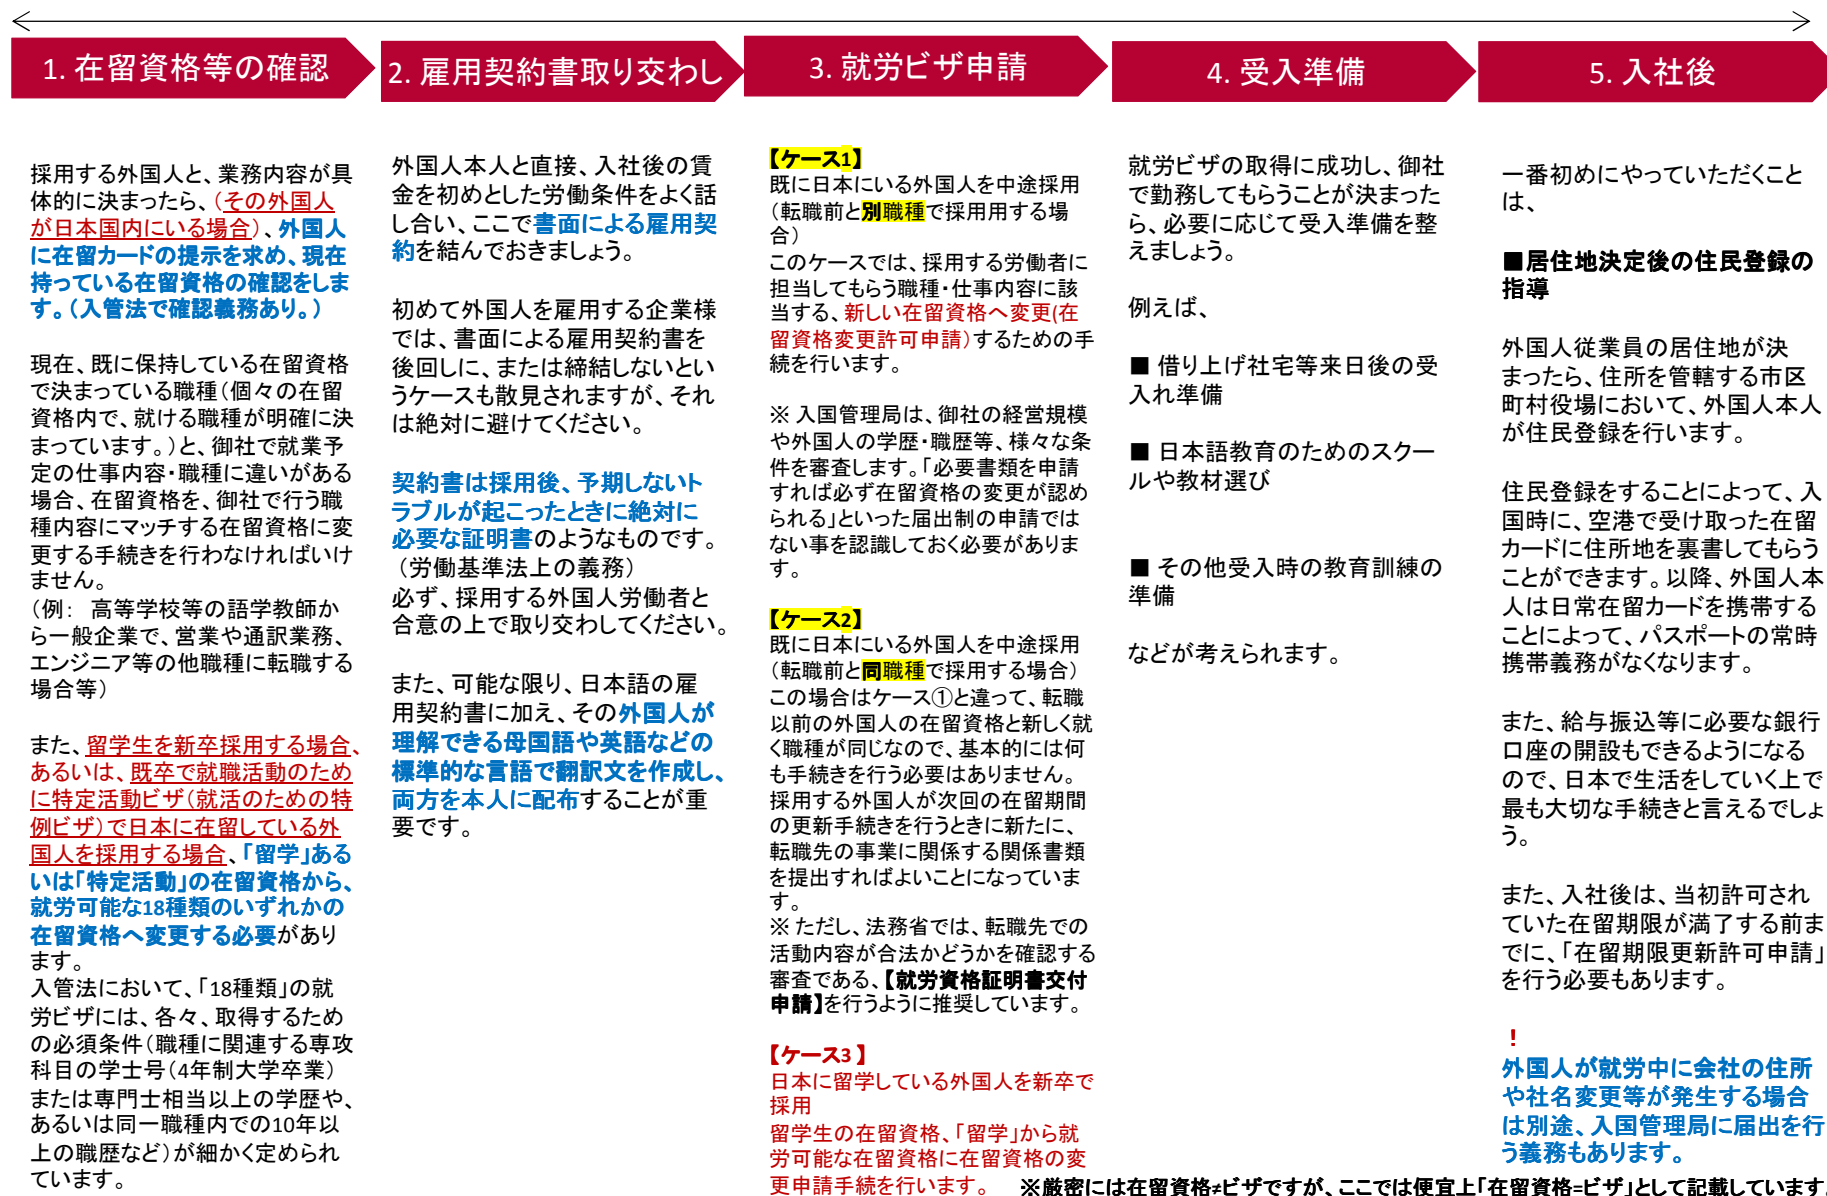 1. 在留資格等の確認
2. 雇用契約書取り交わし
3. 就労ビザ申請
4. 受入準備
5. 入社後
採用する外国人と、業務内容が具
体的に決まったら、（その外国人
が日本国内にいる場合）、外国人
に在留カードの提示を求め、現在
持っている在留資格の確認をしま
す。（入管法で確認義務あり。）
現在、既に保持している在留資格
で決まっている職種（個々の在留
資格内で、就ける職種が明確に決
まっています。）と、御社で就業予
定の仕事内容・職種に違いがある
場合、在留資格を、御社で行う職
種内容にマッチする在留資格に変
更する手続きを行わなければいけ
ません。
（例： 高等学校等の語学教師か
ら一般企業で、営業や通訳業務、
エンジニア等の他職種に転職する
場合等）
また、留学生を新卒採用する場合、
あるいは、既卒で就職活動のため
に特定活動ビザ（就活のための特
例ビザ）で日本に在留している外
国人を採用する場合、「留学」ある
いは「特定活動」の在留資格から、
就労可能な18種類のいずれかの
在留資格へ変更する必要があり
ます。
入管法において、「18種類」の就
労ビザには、各々、取得するため
の必須条件（職種に関連する専攻
科目の学士号（4年制大学卒業）
または専門士相当以上の学歴や、
あるいは同一職種内での10年以
上の職歴など）が細かく定められ
ています。
外国人本人と直接、入社後の賃
金を初めとした労働条件をよく話
し合い、ここで書面による雇用契
約を結んでおきましょう。
初めて外国人を雇用する企業様
では、書面による雇用契約書を
後回しに、または締結しないとい
うケースも散見されますが、それ
は絶対に避けてください。
契約書は採用後、予期しないト
ラブルが起こったときに絶対に
必要な証明書のようなものです。
（労働基準法上の義務）
必ず、採用する外国人労働者と
合意の上で取り交わしてください。
また、可能な限り、日本語の雇
用契約書に加え、その外国人が
理解できる母国語や英語などの
標準的な言語で翻訳文を作成し、
両方を本人に配布することが重
要です。
【ケース1】
既に日本にいる外国人を中途採用
（転職前と別職種で採用用する場
合）
このケースでは、採用する労働者に
担当してもらう職種・仕事内容に該
当する、新しい在留資格へ変更(在
留資格変更許可申請）するための手
続を行います。
※ 入国管理局は、御社の経営規模
や外国人の学歴・職歴等、様々な条
件を審査します。「必要書類を申請
すれば必ず在留資格の変更が認め
られる」といった届出制の申請では
ない事を認識しておく必要がありま
す。
【ケース2】
既に日本にいる外国人を中途採用
（転職前と同職種で採用する場合）
この場合はケース①と違って、転職
以前の外国人の在留資格と新しく就
く職種が同じなので、基本的には何
も手続きを行う必要はありません。
採用する外国人が次回の在留期間
の更新手続きを行うときに新たに、
転職先の事業に関係する関係書類
を提出すればよいことになっていま
す。
※ ただし、法務省では、転職先での
活動内容が合法かどうかを確認する
審査である、【就労資格証明書交付
申請】を行うように推奨しています。
【ケース3 】
日本に留学している外国人を新卒で
採用
留学生の在留資格、「留学」から就
労可能な在留資格に在留資格の変
更申請手続を行います。
就労ビザの取得に成功し、御社
で勤務してもらうことが決まった
ら、必要に応じて受入準備を整
えましょう。
例えば、
■ 借り上げ社宅等来日後の受
入れ準備
■ 日本語教育のためのスクー
ルや教材選び
■ その他受入時の教育訓練の
準備
などが考えられます。
一番初めにやっていただくこと
は、
■居住地決定後の住民登録の
指導
外国人従業員の居住地が決
まったら、住所を管轄する市区
町村役場において、外国人本人
が住民登録を行います。
住民登録をすることによって、入
国時に、空港で受け取った在留
カードに住所地を裏書してもらう
ことができます。以降、外国人本
人は日常在留カードを携帯する
ことによって、パスポートの常時
携帯義務がなくなります。
また、給与振込等に必要な銀行
口座の開設もできるようになる
ので、日本で生活をしていく上で
最も大切な手続きと言えるでしょ
う。
また、入社後は、当初許可され
ていた在留期限が満了する前ま
でに、「在留期限更新許可申請」
を行う必要もあります。
！
外国人が就労中に会社の住所
や社名変更等が発生する場合
は別途、入国管理局に届出を行
う義務もあります。
※厳密には在留資格≠ビザですが、ここでは便宜上「在留資格=ビザ」として記載しています。